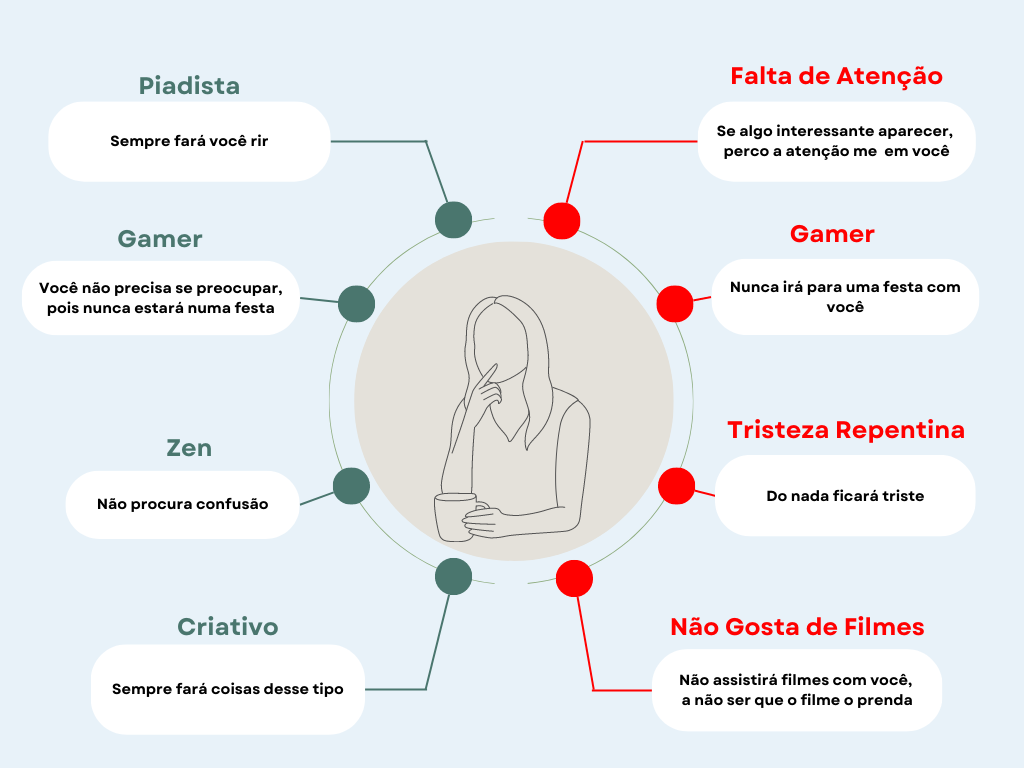 Piadista
Sempre fará você rir
Gamer
Você não precisa se preocupar,
pois nunca estará numa festa
Zen
Não procura confusão
Criativo
Sempre fará coisas desse tipo
Falta de Atenção
Se algo interessante aparecer,
perco a atenção me em você
Gamer
Nunca irá para uma festa com
você
Tristeza Repentina
Do nada ficará triste
Não Gosta de Filmes
Não assistirá filmes com você,
a não ser que o filme o prenda